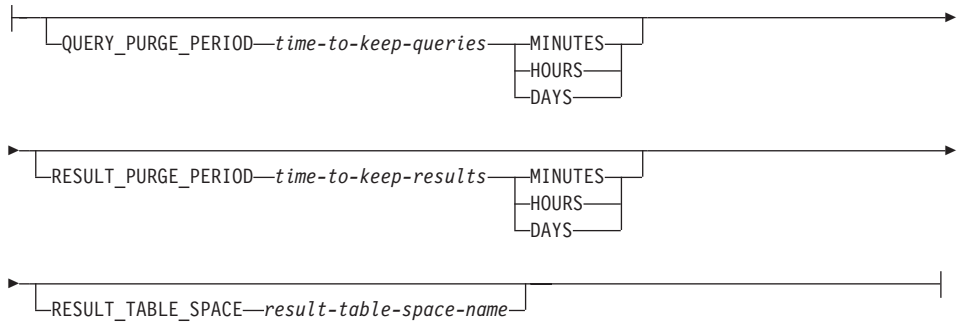 QUERY_PURGE_PERIOD time-to-keep-queries MINUTES
HOURS
DAYS
RESULT_PURGE_PERIOD time-to-keep-results MINUTES
HOURS
DAYS
RESULT_TABLE_SPACE result-table-space-name